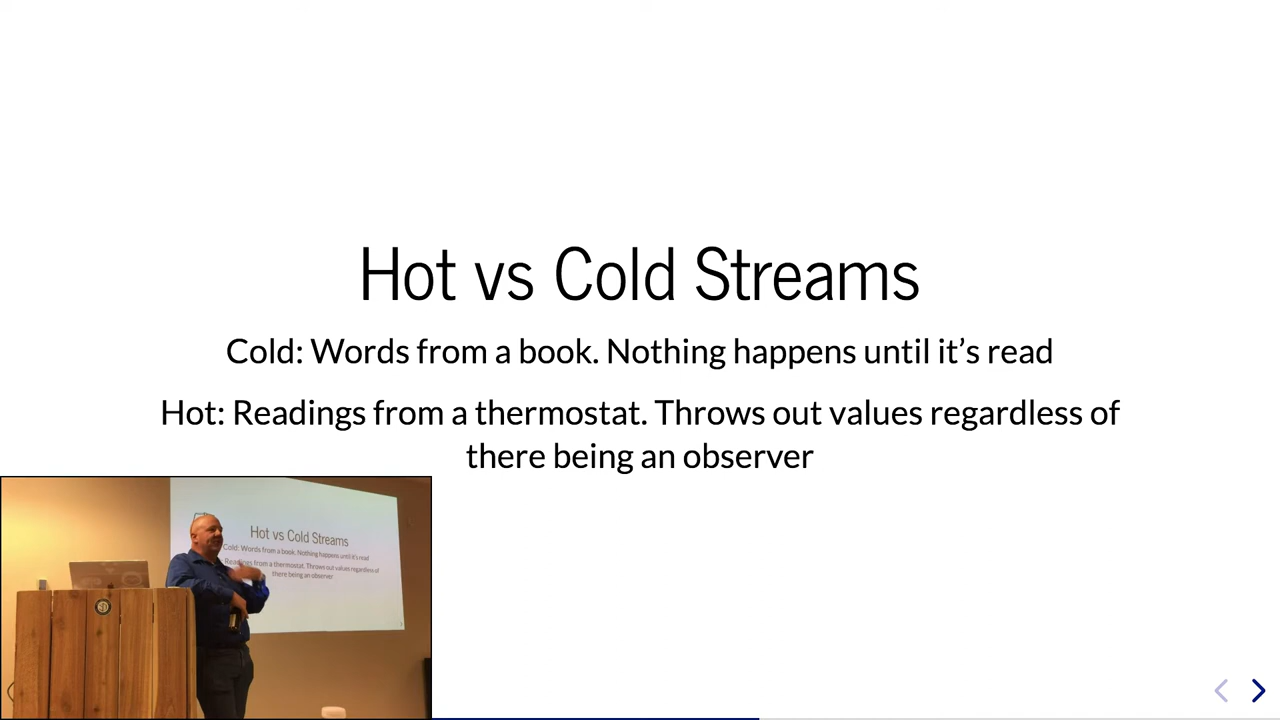 Hot vs Cold Streams
Cold: Words from a book. Nothing happens until it’s read
Hot: Readings from a thermostat. Throws out values regardless of
there being an observer
Hot vs Cold Streams
Cold: Words from a book. Nothing happens until it’s read
Readings from a thermostat. Throws out values regardless of
there being an observer